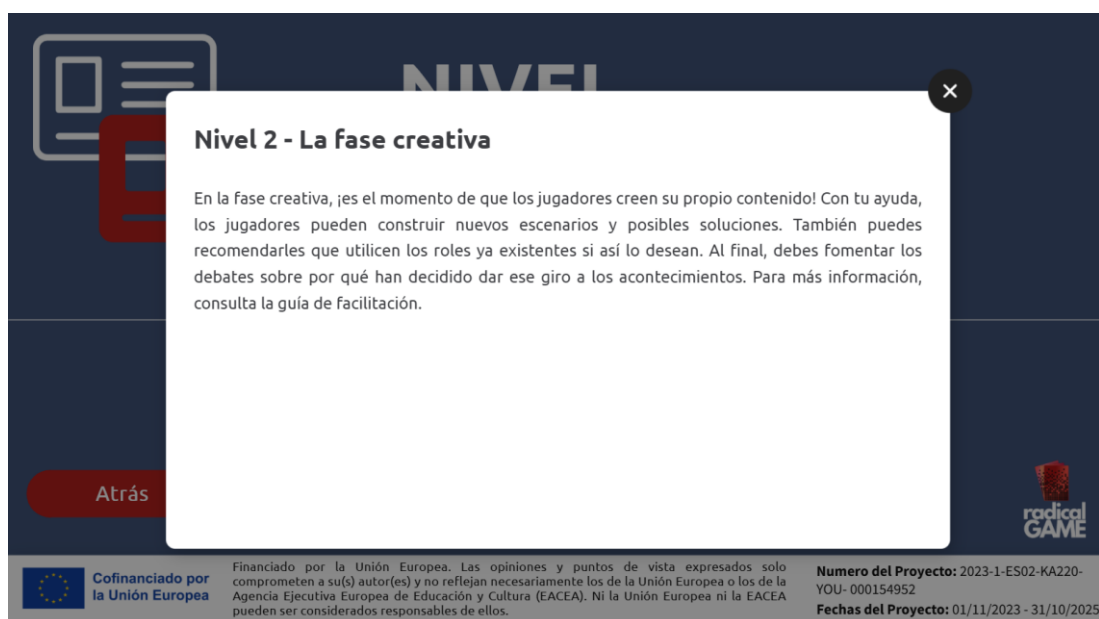 NIVEL
Nivel 2 - La fase creativa
En la fase creativa, ¡es el momento de que los jugadores creen su propio contenido! Con tu ayuda,
los jugadores pueden construir nuevos escenarios y posibles soluciones. También puedes
recomendarles que utilicen los roles ya existentes si así lo desean. Al final, debes fomentar los
debates sobre por qué han decidido dar ese giro a los acontecimientos. Para más información,
consulta la guía de facilitación.
Atrás
radical
GAME
Cofinanciado por
la Unión Europea
Financiado por la Unión Europea. Las opiniones y puntos de vista expresados solo
comprometen a su(s) autor(es) y no reflejan necesariamente los de la Unión Europea o los de la
Agencia Ejecutiva Europea de Educación y Cultura (EACEA). Ni la Unión Europea ni la EACEA
pueden ser considerados responsables de ellos.
Numero del Proyecto: 2023-1-ES02-KA220-
YOU- 000154952
Fechas del Proyecto: 01/11/2023 - 31/10/2025